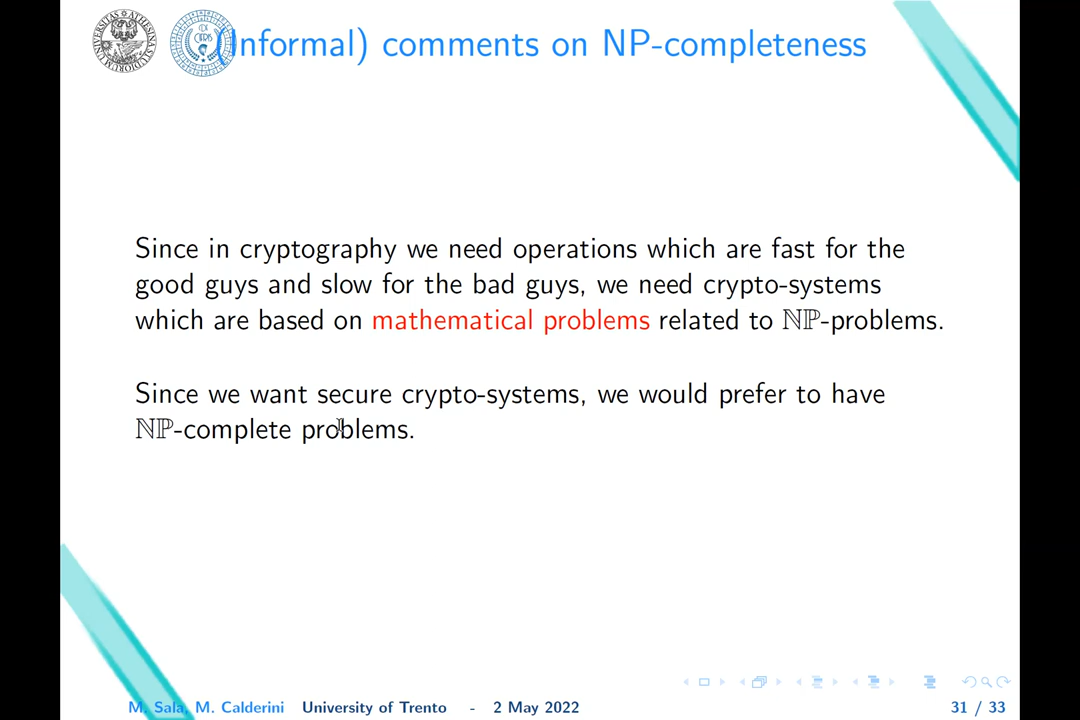 (Informal) comments on NP-completeness
Since in cryptography we need operations which are fast for the
good guys and slow for the bad guys, we need crypto-systems
which are based on mathematical problems related to ℕℙ-problems.
Since we want secure crypto-systems, we would prefer to have
ℕℙ-complete problems.
M. Sala, M. Calderini University of Trento - 2 May 2022 31 / 33